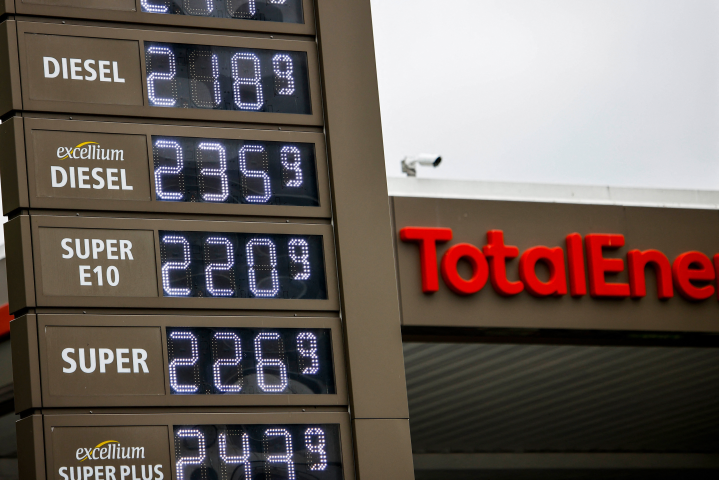 DIESEL 218⁹
excellium
DIESEL 235⁹
SUPER
E10 220⁹
SUPER 226⁹
excellium
SUPER PLUS 243⁹
TotalEner